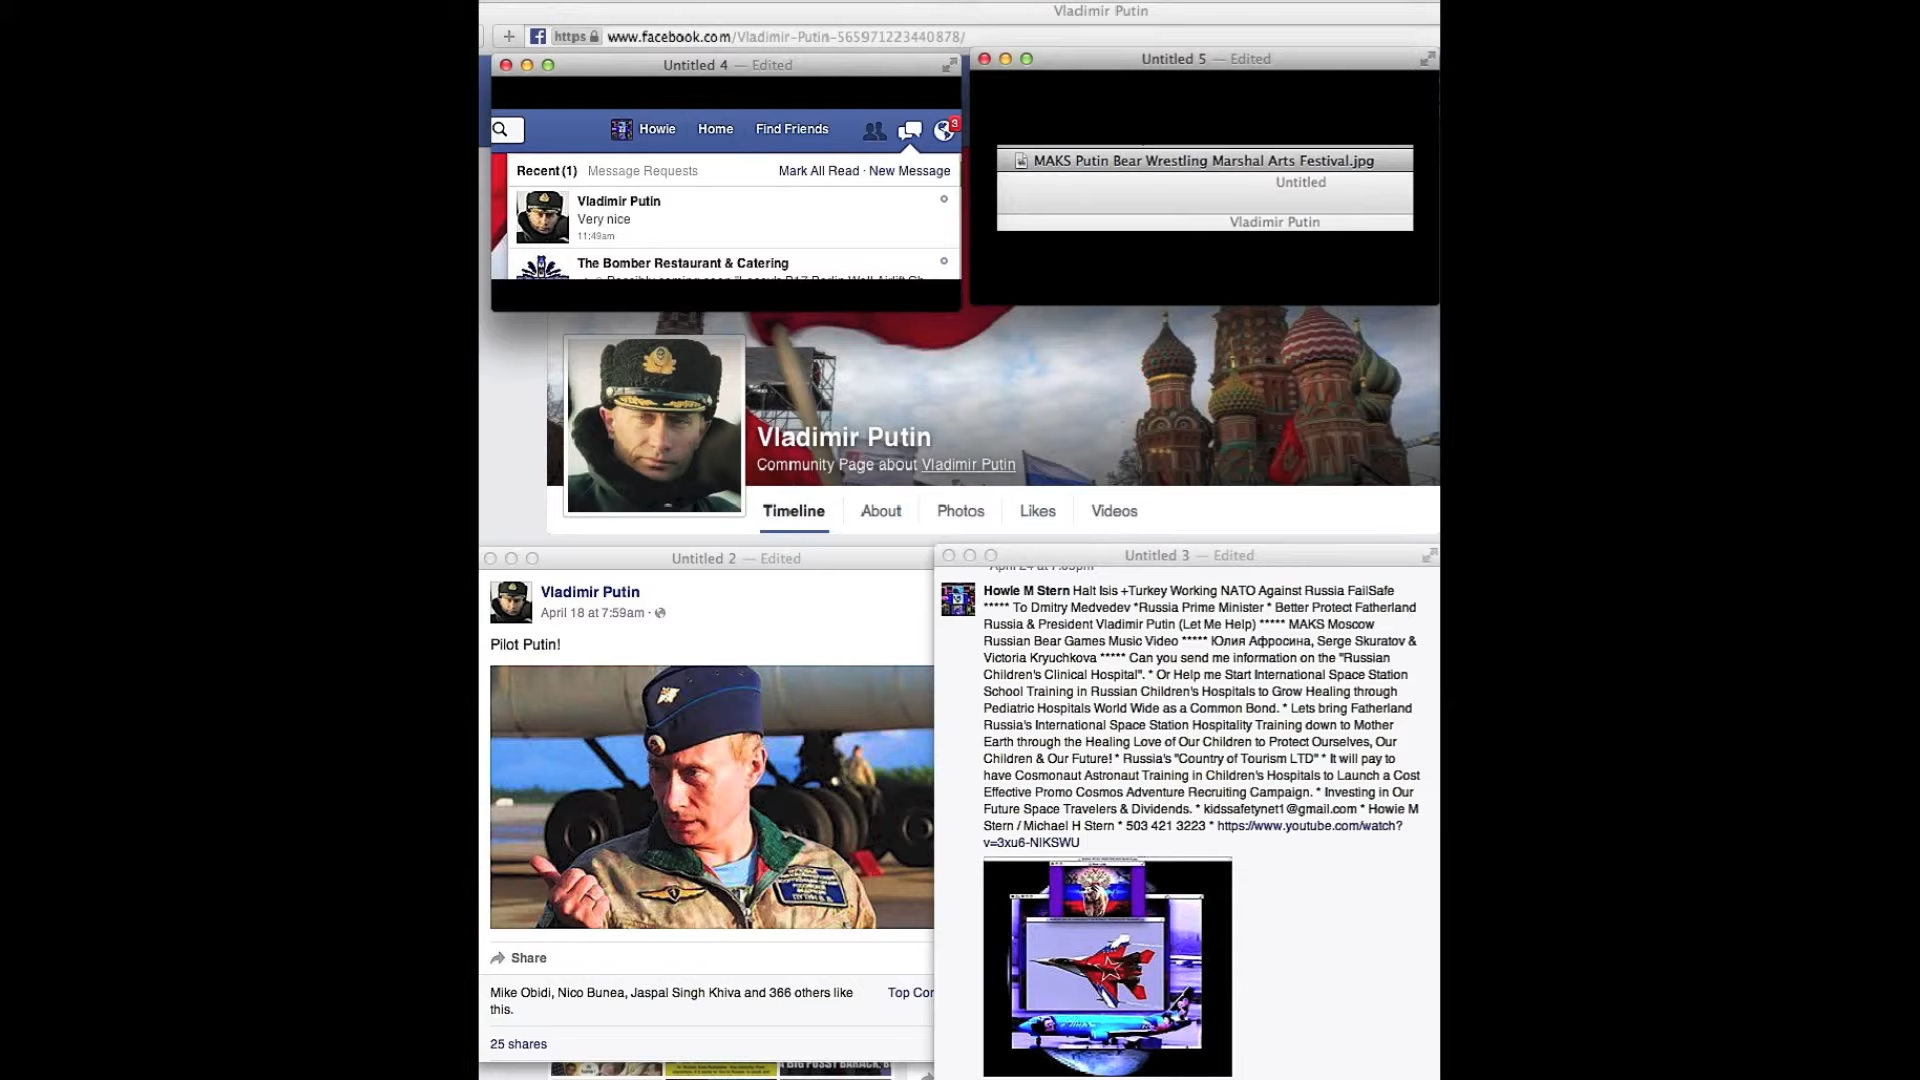 Vladimir Putin
https www.facebook.com/Vladimir-Putin-565971223440878/
Untitled 4 — Edited
Howie Home Find Friends 3
Recent (1) Message Requests Mark All Read · New Message
Vladimir Putin
Very nice
11:49am
The Bomber Restaurant & Catering
Untitled 5 — Edited
MAKS Putin Bear Wrestling Marshal Arts Festival.jpg
Untitled
Vladimir Putin
Vladimir Putin
Community Page about Vladimir Putin
Timeline About Photos Likes Videos
Untitled 2 — Edited
Vladimir Putin
April 18 at 7:59am ·
Pilot Putin!
Share
Mike Obidi, Nico Bunea, Jaspal Singh Khiva and 366 others like Top Cor
this.
25 shares
Untitled 3 — Edited
Howie M Stern Halt Isis +Turkey Working NATO Against Russia FailSafe
***** To Dmitry Medvedev *Russia Prime Minister * Better Protect Fatherland
Russia & President Vladimir Putin (Let Me Help) ***** MAKS Moscow
Russian Bear Games Music Video ***** Юлия Афросина, Serge Skuratov &
Victoria Kryuchkova ***** Can you send me information on the "Russian
Children's Clinical Hospital". * Or Help me Start International Space Station
School Training in Russian Children's Hospitals to Grow Healing through
Pediatric Hospitals World Wide as a Common Bond. * Lets bring Fatherland
Russia's International Space Station Hospitality Training down to Mother
Earth through the Healing Love of Our Children to Protect Ourselves, Our
Children & Our Future! * Russia's "Country of Tourism LTD" * It will pay to
have Cosmonaut Astronaut Training in Children's Hospitals to Launch a Cost
Effective Promo Cosmos Adventure Recruiting Campaign. * Investing in Our
Future Space Travelers & Dividends. * kidssafetynet1@gmail.com * Howie M
Stern / Michael H Stern * 503 421 3223 * https://www.youtube.com/watch?
v=3xu6-NIKSWU